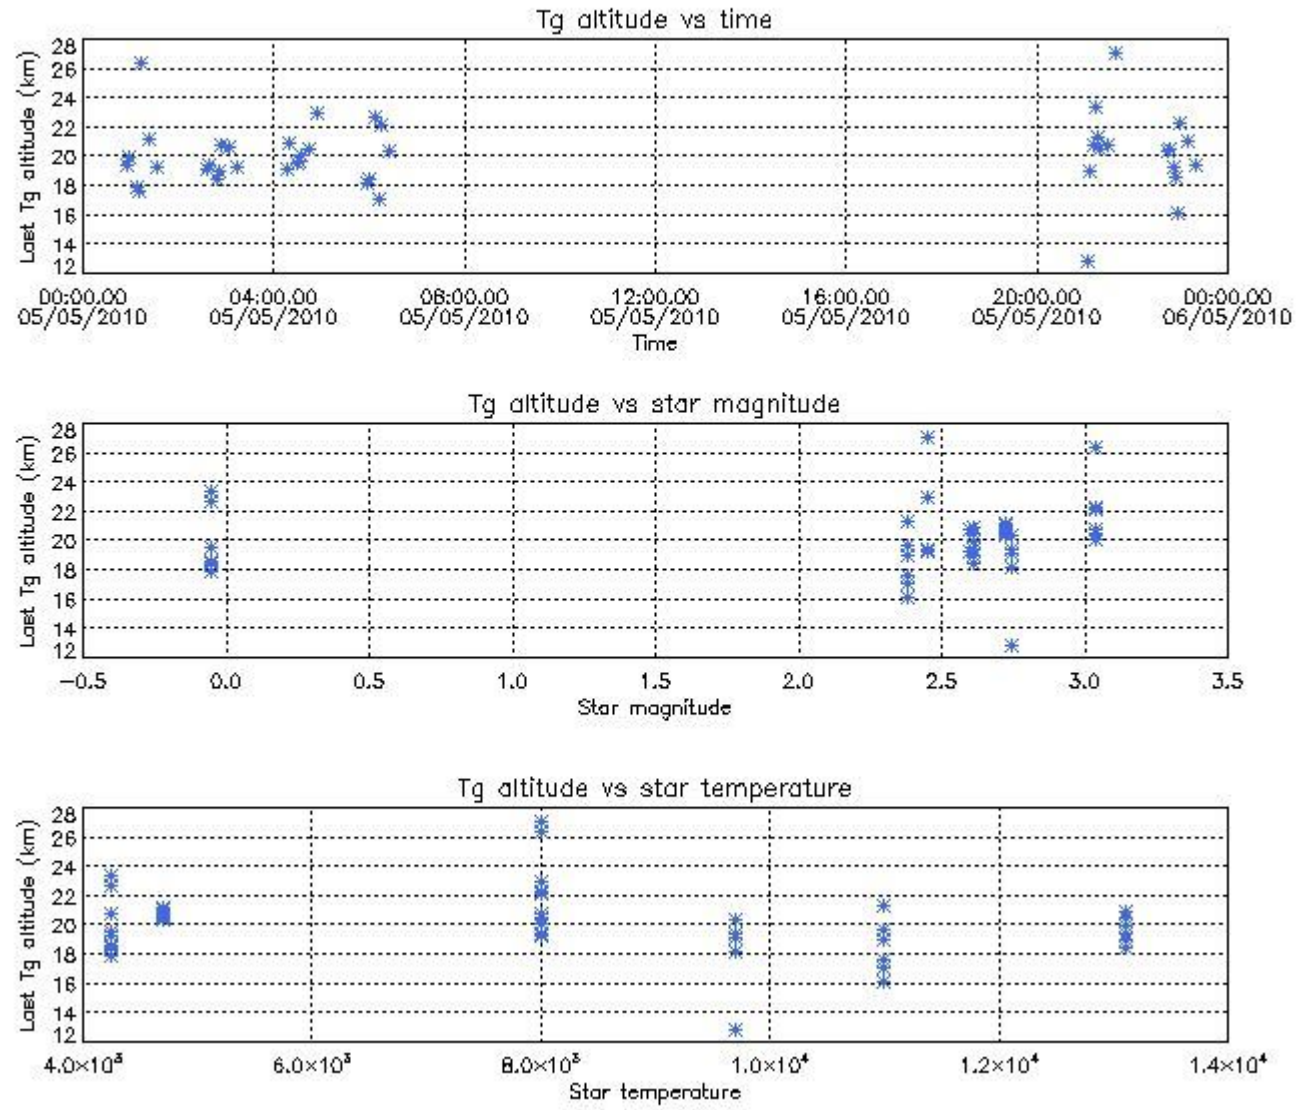 Tg altitude vs time
Last Tg altitude (km)
28
26
24
22
20
18
16
14
12
00:00.00 04:00.00 08:00.00 12:00.00 16:00.00 20:00.00 00:00.00
05/05/2010 05/05/2010 05/05/2010 05/05/2010 05/05/2010 05/05/2010 06/05/2010
Time
Tg altitude vs star magnitude
Last Tg altitude (km)
28
26
24
22
20
18
16
14
12
−0.5 0.0 0.5 1.0 1.5 2.0 2.5 3.0 3.5
Star magnitude
Tg altitude vs star temperature
Last Tg altitude (km)
28
26
24
22
20
18
16
14
12
4.0×10³ 6.0×10³ 8.0×10³ 1.0×10⁴ 1.2×10⁴ 1.4×10⁴
Star temperature